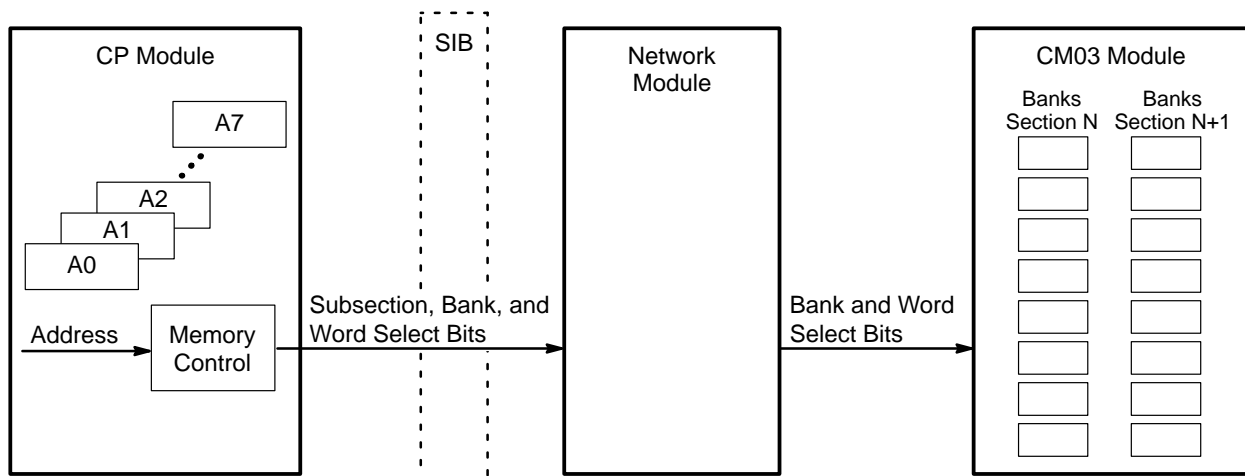 CP Module
SIB
Network
Module
CM03 Module
Banks
Section N
Banks
Section N+1
A7
A2
A1
A0
Address
Memory
Control
Subsection, Bank, and
Word Select Bits
Bank and Word
Select Bits